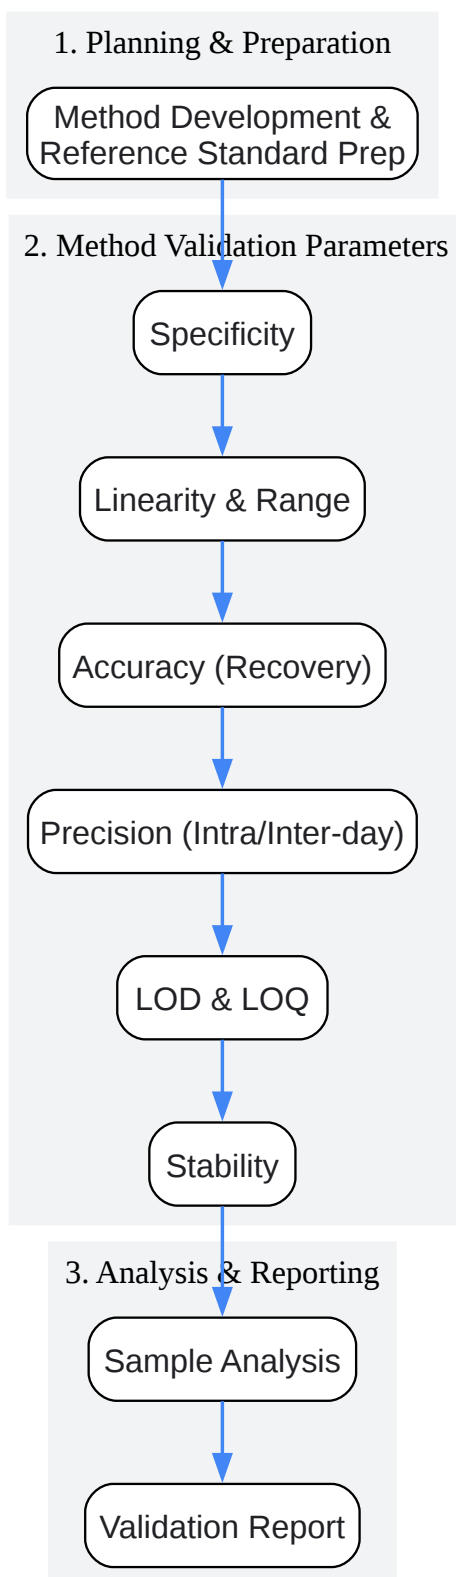 1. Planning & Preparation
Method Development &
Reference Standard Prep
2. Method Validation Parameters
Specificity
Linearity & Range
Accuracy (Recovery)
Precision (Intra/Inter-day)
LOD & LOQ
Stability
3. Analysis & Reporting
Sample Analysis
Validation Report